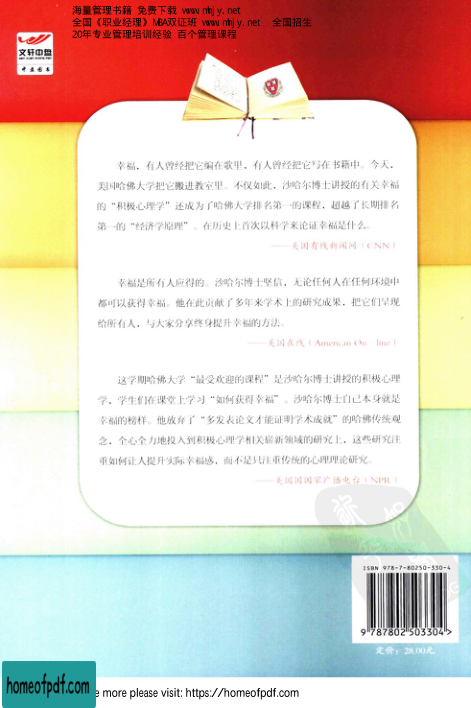 海量管理书籍 免费下载 www.nhjy.net
全国《职业经理》MBA双证班 www.nhjy.net 全国招生
20年专业管理培训经验 百个管理课程
文轩中盘
中盘图书
幸福，有人曾经把它编在歌里，有人曾经把它写在书籍中。今天，
美国哈佛大学把它搬进教室里。不仅如此，沙哈尔博士讲授的有关幸福
的“积极心理学”还成为了哈佛大学排名第一的课程，超越了长期排名
第一的“经济学原理”。在历史上首次以科学来论证幸福是什么。
——美国有线新闻网（CNN）
幸福是所有人应得的。沙哈尔博士坚信，无论任何人在任何环境中
都可以获得幸福。他在此贡献了多年来学术上的研究成果，把它们呈现
给所有人，与大家分享终身提升幸福的方法。
——美国在线（American On－line）
这学期哈佛大学“最受欢迎的课程”是沙哈尔博士讲授的积极心理
学，学生们在课堂上学习“如何获得幸福”。沙哈尔博士自己本身就是
幸福的榜样。他放弃了“多发表论文才能证明学术成就”的哈佛传统观
念，全心全力地投入到积极心理学相关崭新领域的研究上，这些研究注
重如何让人提升实际幸福感，而不是只注重传统的心理理论研究。
——美国国国家广播电台（NPR）
ISBN 978-7-80250-330-4
9 787802 503304 >
定价：28.00元
homeofpdf.com
e more please visit: https://homeofpdf.com